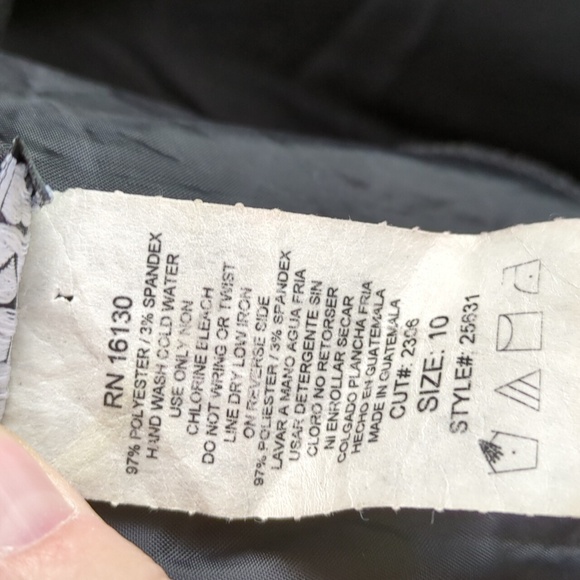 RN 16130
97% POLYESTER / 3% SPANDEX
HAND WASH COLD WATER
USE ONLY NON
CHLORINE BLEACH
DO NOT WRING OR TWIST
LINE DRY LOW IRON
ON REVERSE SIDE
97% POLIESTER / 3% SPANDEX
LAVAR A MANO AGUA FRIA
USAR DETERGENTE SIN
CLORO NO RETORSER
NI ENROLLAR SECAR
COLGADO PLANCHA FRIA
HECHO EN GUATEMALA
MADE IN GUATEMALA
CUT# 2306
SIZE: 10
STYLE# 25631